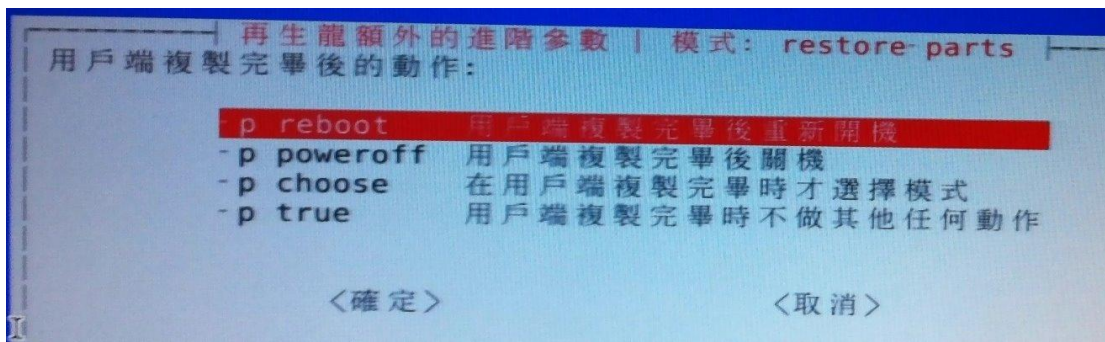 再生龍額外的進階參數 | 模式: restore-parts
用戶端複製完畢後的動作:
-p reboot 用戶端複製完畢後重新開機
-p poweroff 用戶端複製完畢後關機
-p choose 在用戶端複製完畢時才選擇模式
-p true 用戶端複製完畢時不做其他任何動作
<確定> <取消>